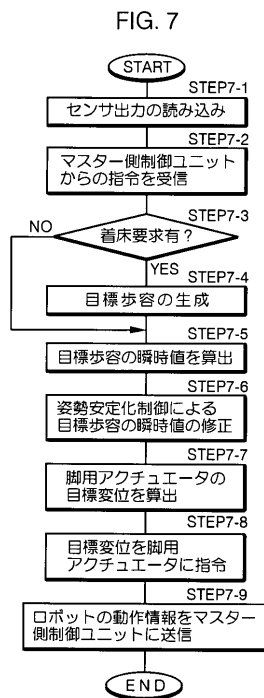 FIG. 7
START
STEP7-1
センサ出力の読み込み
STEP7-2
マスター側制御ユニット
からの指令を受信
STEP7-3
着床要求有?
NO
YES
STEP7-4
目標歩容の生成
STEP7-5
目標歩容の瞬時値を算出
STEP7-6
姿勢安定化制御による
目標歩容の瞬時値の修正
STEP7-7
脚用アクチュエータの
目標変位を算出
STEP7-8
目標変位を脚用
アクチュエータに指令
STEP7-9
ロボットの動作情報をマスター
側制御ユニットに送信
END